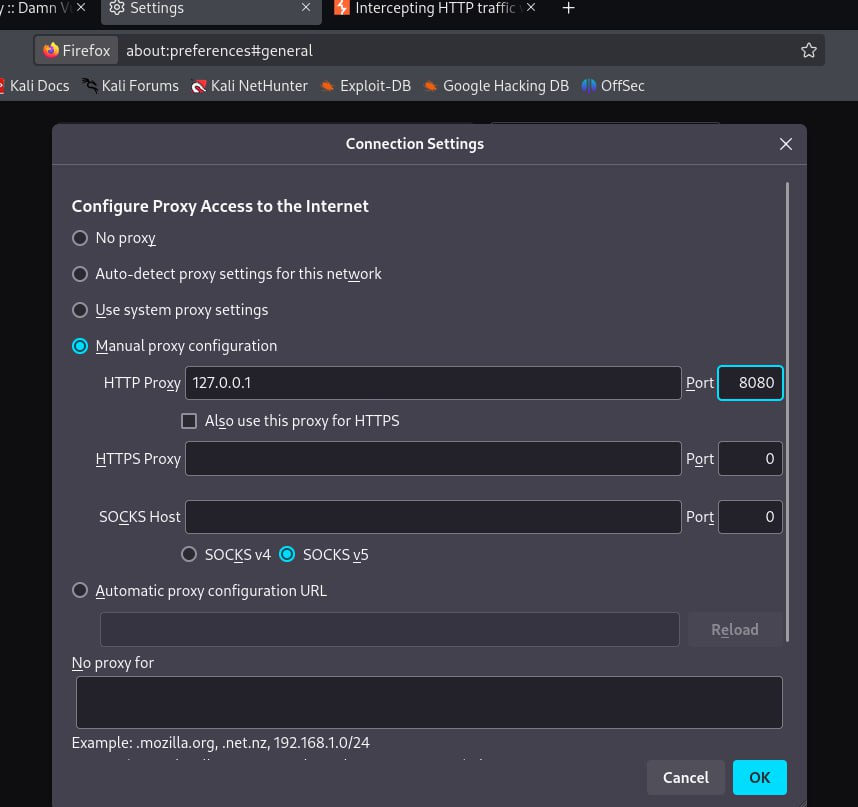 y :: Damn V
Settings
Intercepting HTTP traffic
Firefox
about:preferences#general
Kali Docs
Kali Forums
Kali NetHunter
Exploit-DB
Google Hacking DB
OffSec
Connection Settings
Configure Proxy Access to the Internet
No proxy
Auto-detect proxy settings for this network
Use system proxy settings
Manual proxy configuration
HTTP Proxy 127.0.0.1 Port 8080
Also use this proxy for HTTPS
HTTPS Proxy Port 0
SOCKS Host Port 0
SOCKS v4 SOCKS v5
Automatic proxy configuration URL
Reload
No proxy for
Example: .mozilla.org, .net.nz, 192.168.1.0/24
Cancel OK